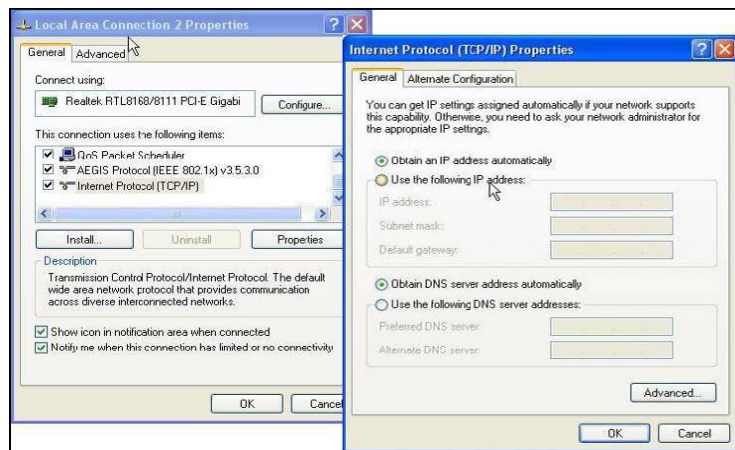 Local Area Connection 2 Properties
General
Advanced
Connect using:
Realtek RTL8168/8111 PCI-E Gigabi
Configure...
This connection uses the following items:
QoS Packet Scheduler
AEGIS Protocol (IEEE 802.1x) v3.5.3.0
Internet Protocol (TCP/IP)
Install...
Uninstall
Properties
Description
Transmission Control Protocol/Internet Protocol. The default
wide area network protocol that provides communication
across diverse interconnected networks.
Show icon in notification area when connected
Notify me when this connection has limited or no connectivity
OK
Cancel
Internet Protocol (TCP/IP) Properties
General
Alternate Configuration
You can get IP settings assigned automatically if your network supports
this capability. Otherwise, you need to ask your network administrator for
the appropriate IP settings.
Obtain an IP address automatically
Use the following IP address:
IP address:
Subnet mask:
Default gateway:
Obtain DNS server address automatically
Use the following DNS server addresses:
Preferred DNS server:
Alternate DNS server:
Advanced...
OK
Cancel